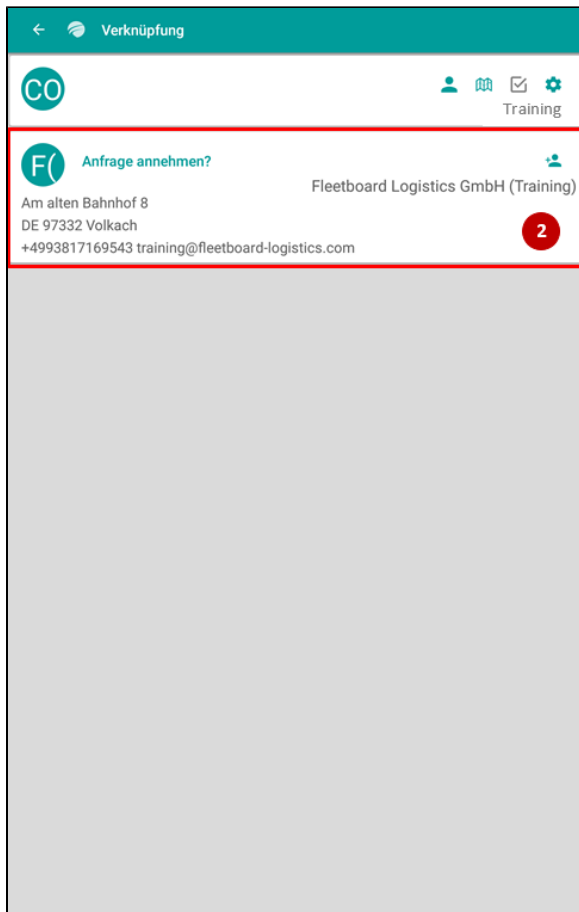 Verknüpfung
CO
Training
F(
Anfrage annehmen?
Fleetboard Logistics GmbH (Training)
Am alten Bahnhof 8
DE 97332 Volkach
+4993817169543 training@fleetboard-logistics.com
2